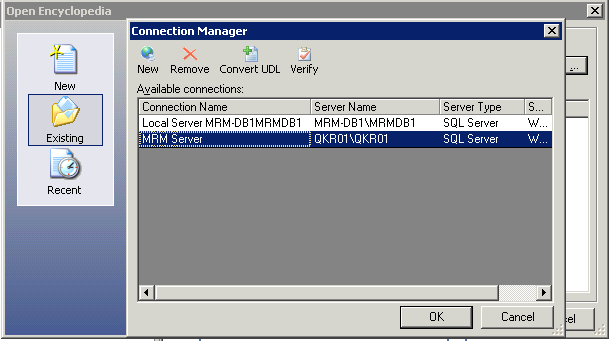 Open Encyclopedia
Connection Manager
New Remove Convert UDL Verify
Available connections:
Connection Name Server Name Server Type S...
Local Server MRM-DB1MRMDB1 MRM-DB1\MRMDB1 SQL Server W...
MRM Server QKR01\QKR01 SQL Server W...
New
Existing
Recent
...
OK Cancel
cel